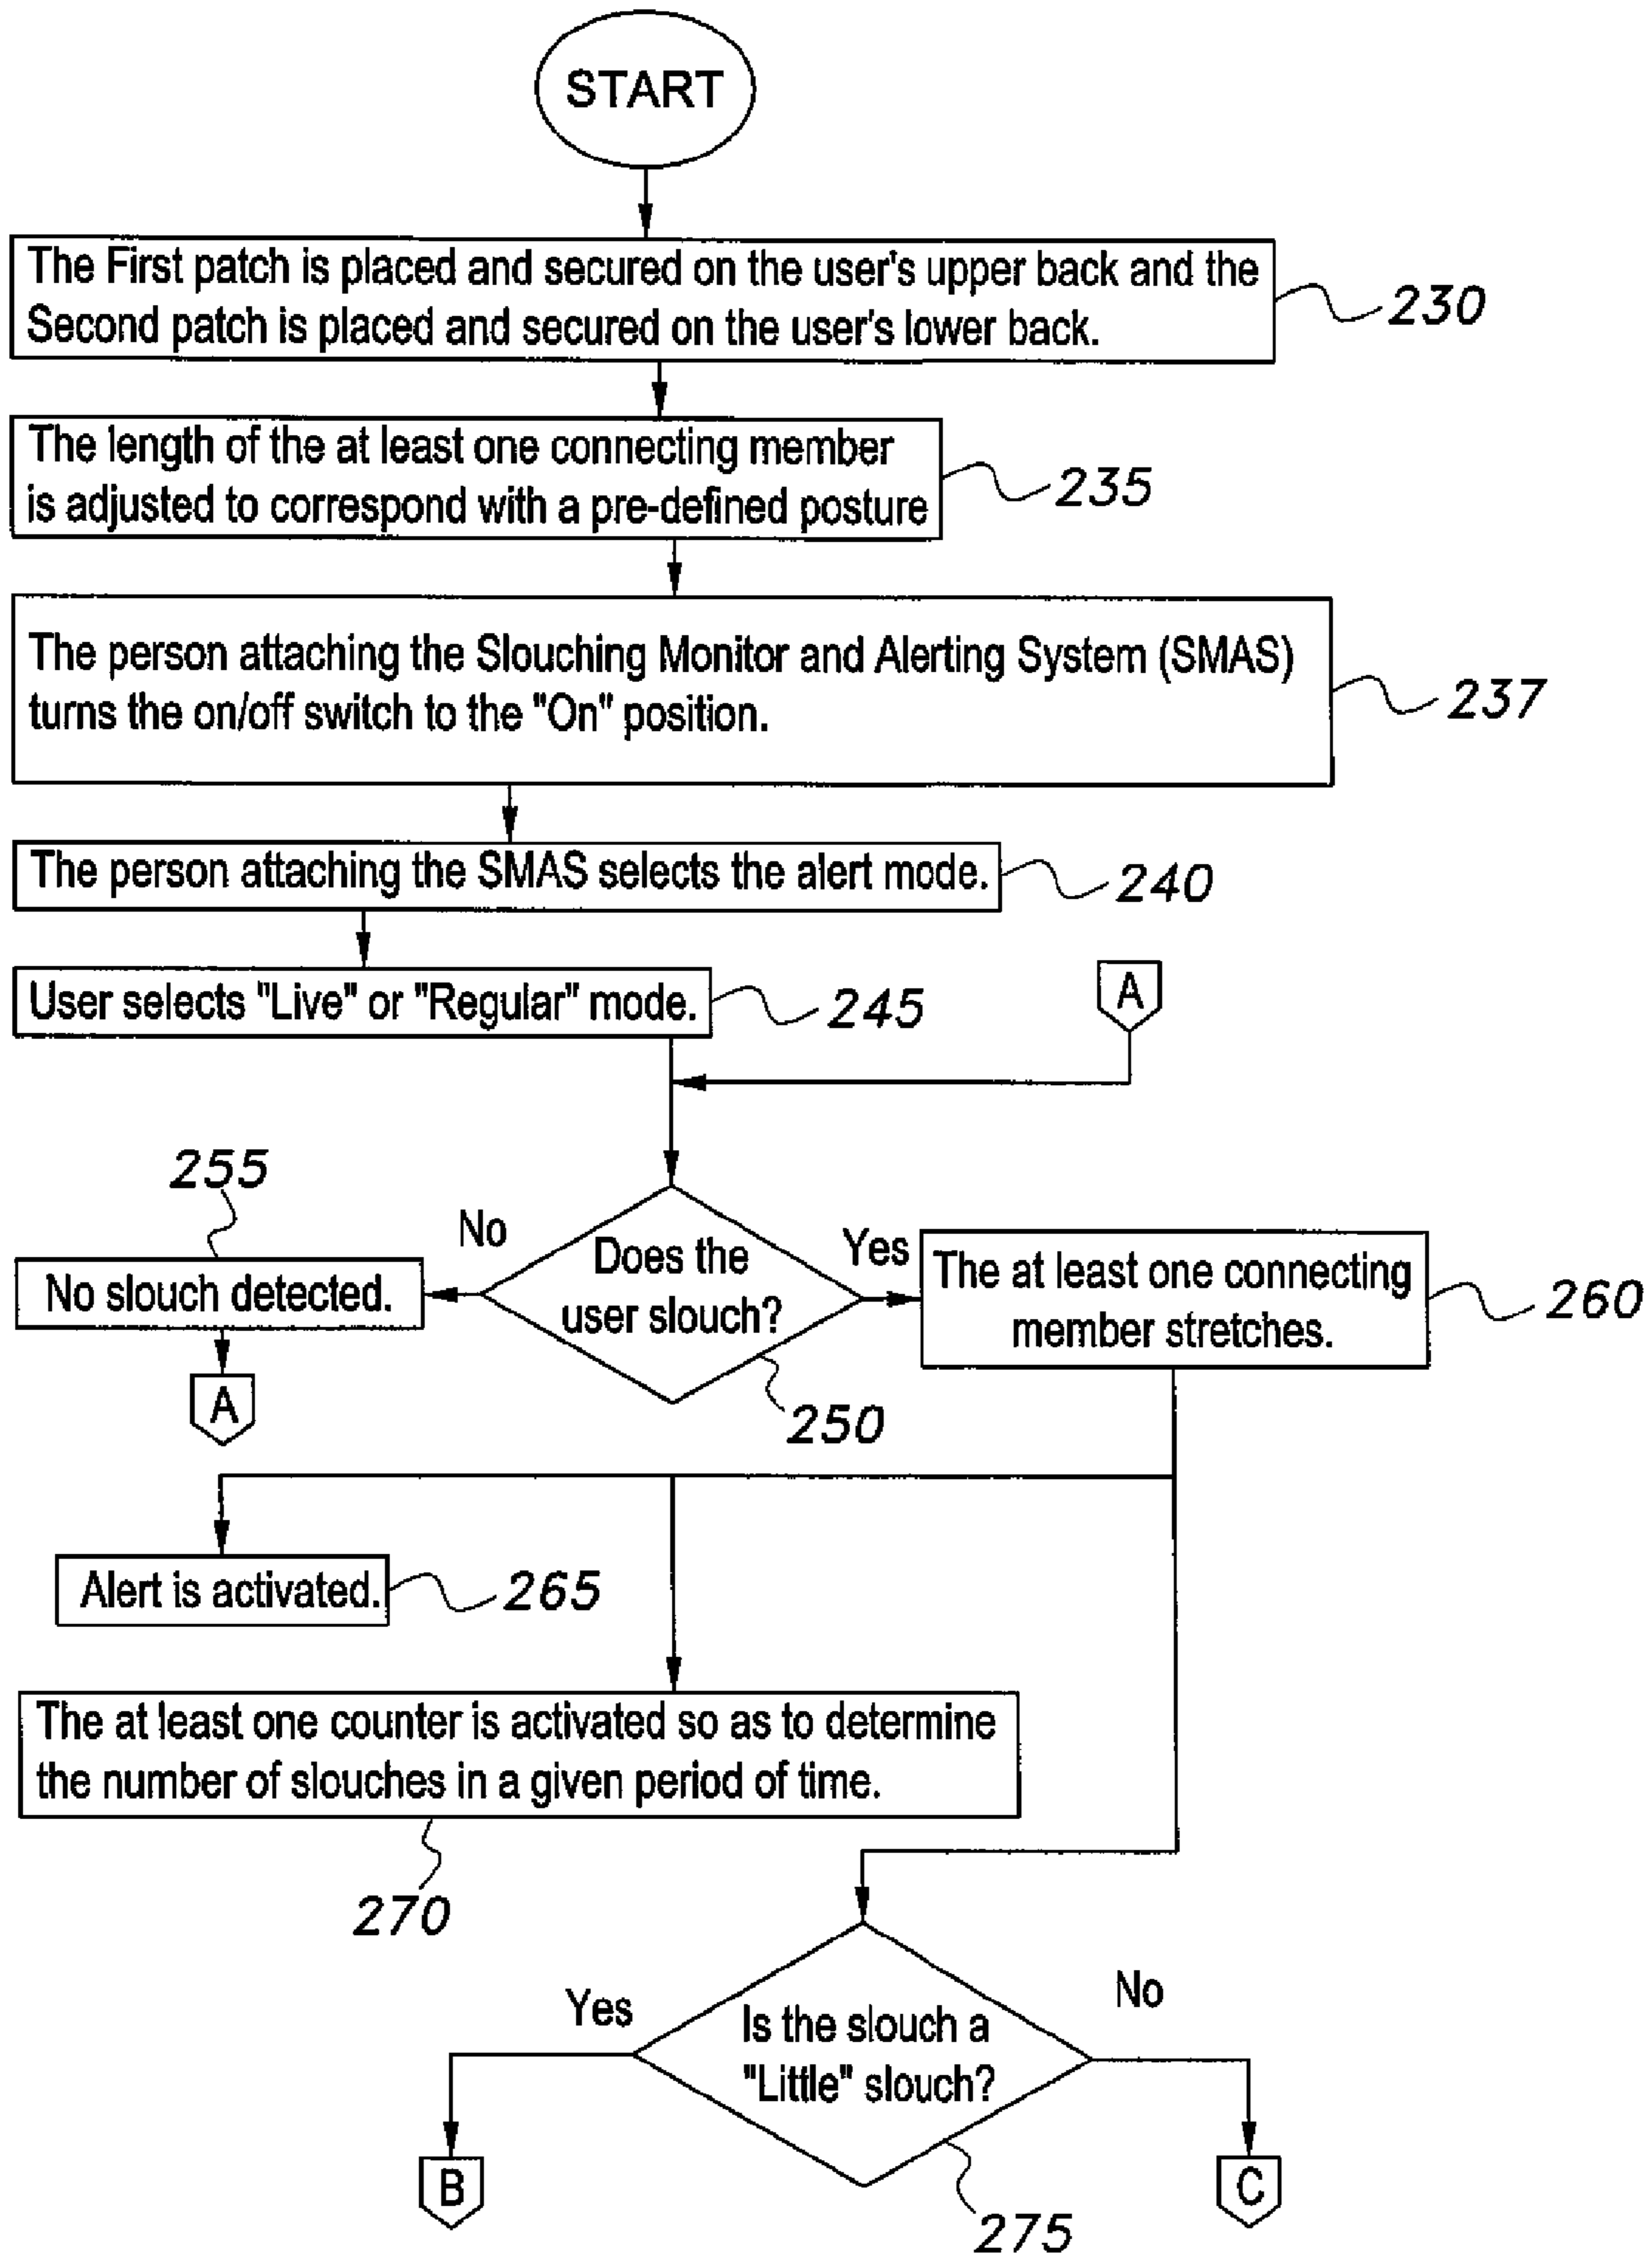 START
The First patch is placed and secured on the user's upper back and the
Second patch is placed and secured on the user's lower back.
230
The length of the at least one connecting member
is adjusted to correspond with a pre-defined posture
235
The person attaching the Slouching Monitor and Alerting System (SMAS)
turns the on/off switch to the "On" position.
237
The person attaching the SMAS selects the alert mode.
240
User selects "Live" or "Regular" mode.
245
A
255
No
Does the
user slouch?
Yes
No slouch detected.
The at least one connecting
member stretches.
260
A
250
Alert is activated.
265
The at least one counter is activated so as to determine
the number of slouches in a given period of time.
270
Yes
Is the slouch a
"Little" slouch?
No
B
C
275